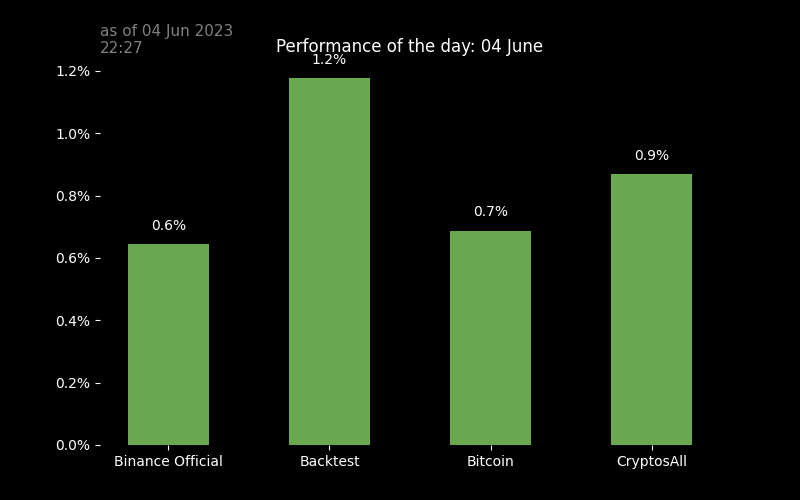 as of 04 Jun 2023
22:27
Performance of the day: 04 June
1.2%
1.0%
0.8%
0.6%
0.4%
0.2%
0.0%
0.6%
1.2%
0.7%
0.9%
Binance Official
Backtest
Bitcoin
CryptosAll